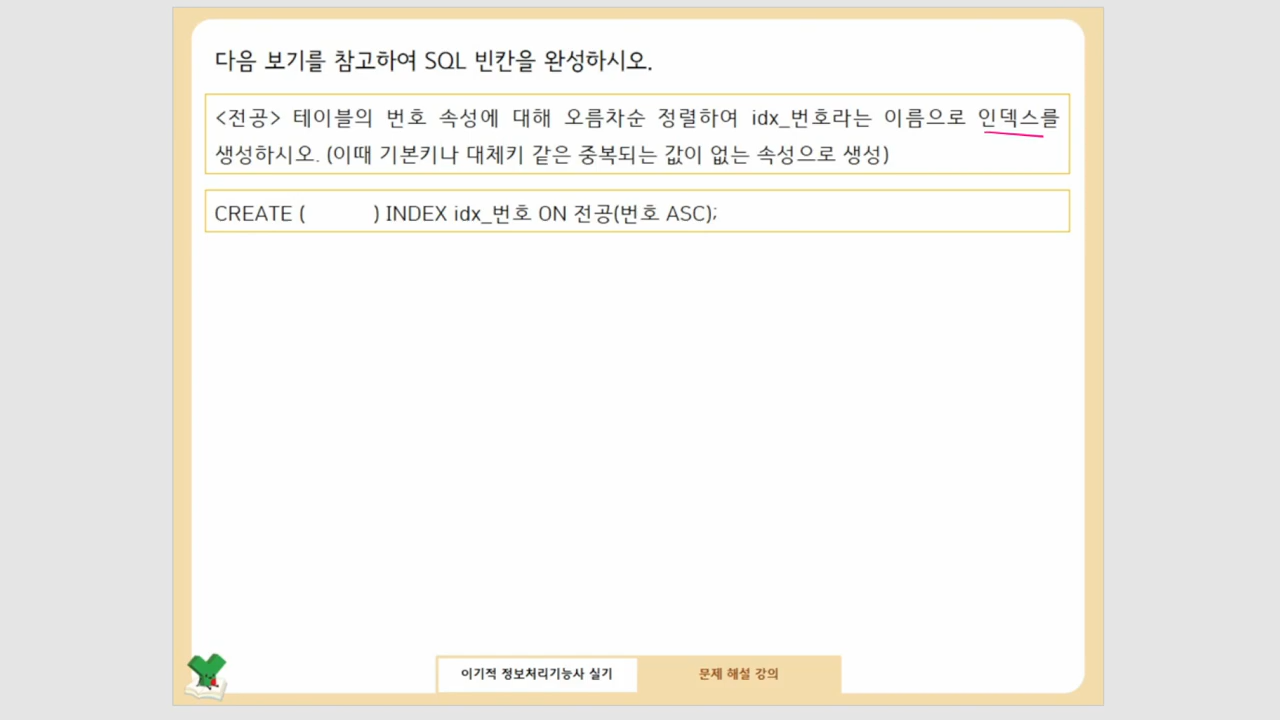 다음 보기를 참고하여 SQL 빈칸을 완성하시오.
<전공> 테이블의 번호 속성에 대해 오름차순 정렬하여 idx_번호라는 이름으로 인덱스를
생성하시오. (이때 기본키나 대체키 같은 중복되는 값이 없는 속성으로 생성)
CREATE ( ) INDEX idx_번호 ON 전공(번호 ASC);
이기적 정보처리기능사 실기
문제 해설 강의